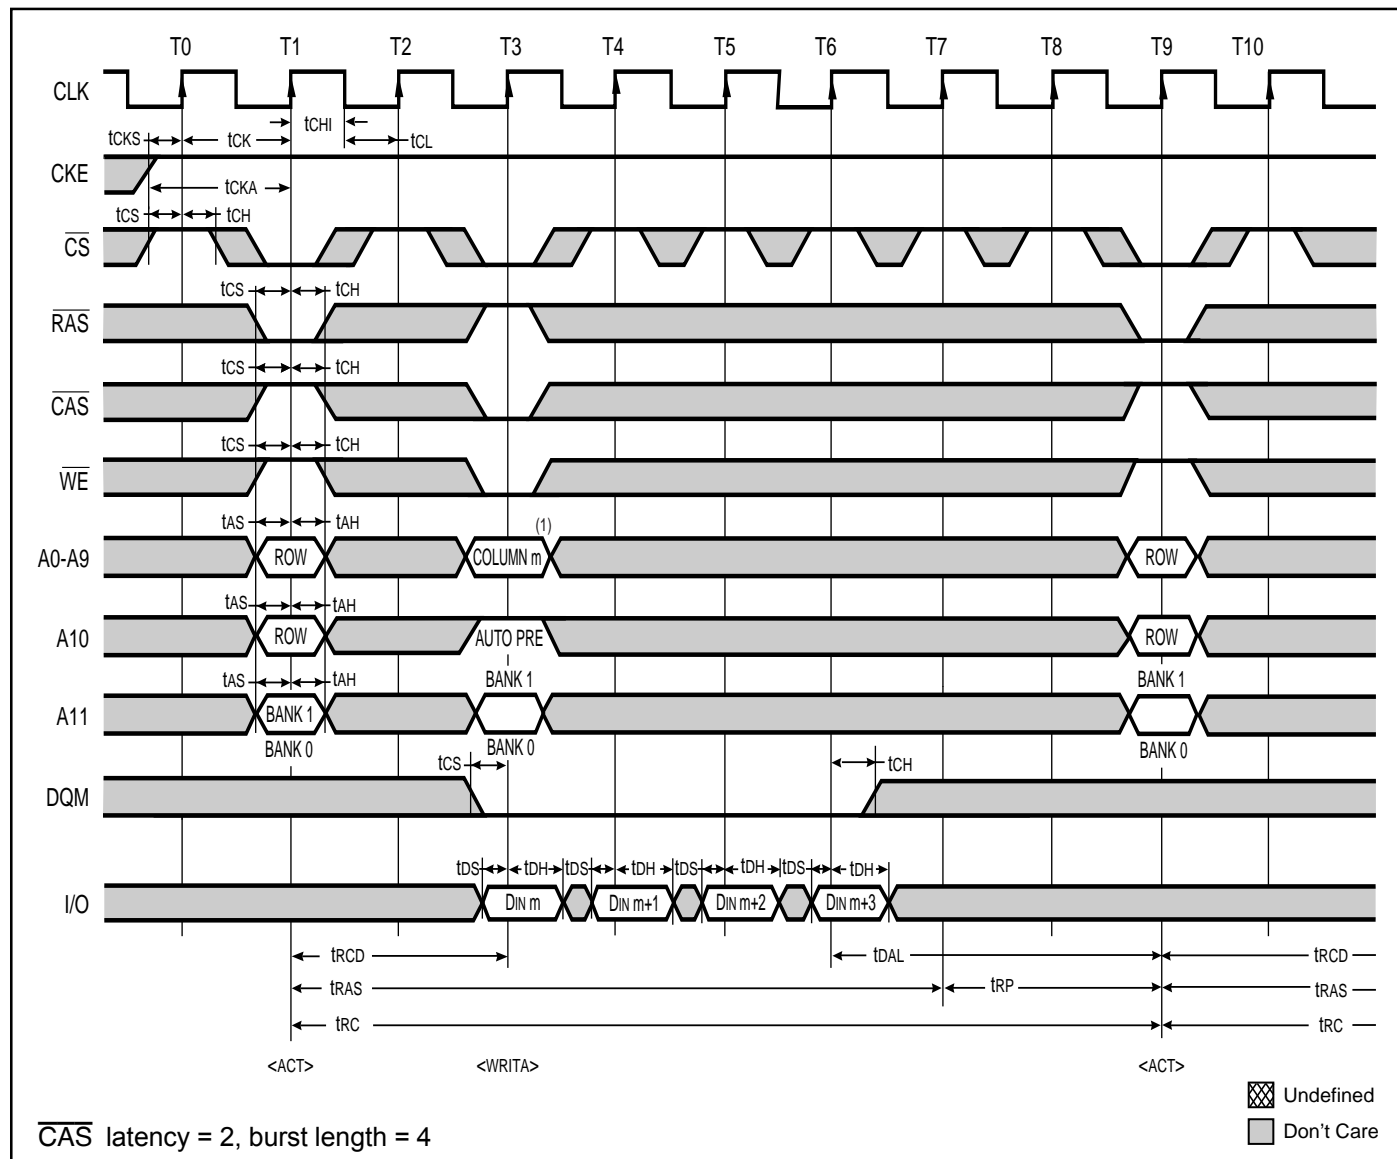 T0 T1 T2 T3 T4 T5 T6 T7 T8 T9 T10
CLK
tCHI
tCKS tCK tCL
CKE
tCKA
tCS tCH
CS
tCS tCH
RAS
tCS tCH
CAS
tCS tCH
WE
tAS tAH (1)
A0-A9 ROW COLUMN m ROW
tAS tAH
A10 ROW AUTO PRE ROW
BANK 1 BANK 1
tAS tAH
A11 BANK 1
BANK 0 BANK 0 BANK 0
tCS tCH
DQM
tDS tDH tDS tDH tDS tDH tDS tDH
I/O DIN m DIN m+1 DIN m+2 DIN m+3
tRCD tDAL tRCD
tRAS tRP tRAS
tRC tRC
<ACT> <WRITA> <ACT>
Undefined
Don't Care
CAS latency = 2, burst length = 4